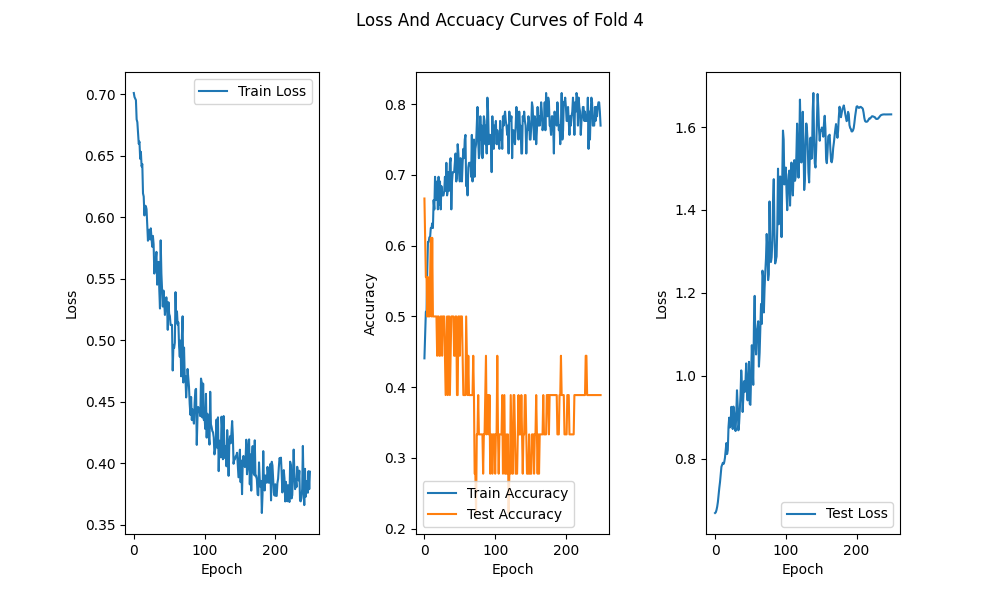 Loss And Accuacy Curves of Fold 4
0.70
0.65
0.60
0.55
0.50
0.45
0.40
0.35
Loss
Train Loss
0
100
200
Epoch
0.8
0.7
0.6
0.5
0.4
0.3
0.2
Accuracy
Train Accuracy
Test Accuracy
0
100
200
Epoch
1.6
1.4
1.2
1.0
0.8
Loss
Test Loss
0
100
200
Epoch